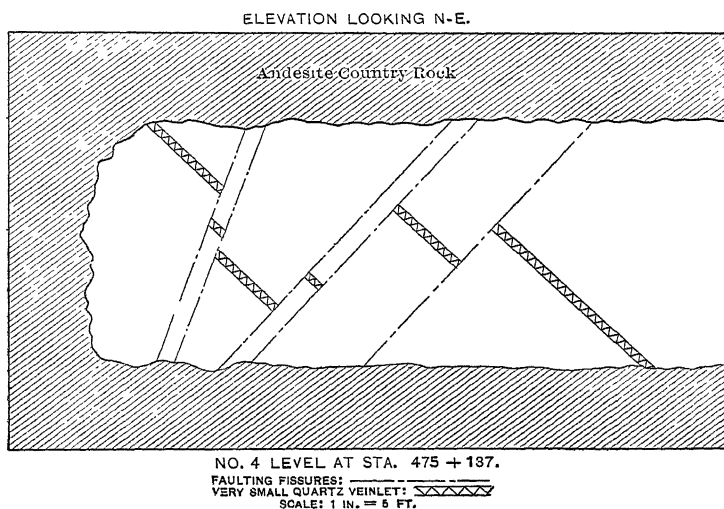 ELEVATION LOOKING N-E.
Andesite Country Rock
NO. 4 LEVEL AT STA. 475 + 137.
FAULTING FISSURES:
VERY SMALL QUARTZ VEINLET:
SCALE: 1 IN. = 5 FT.